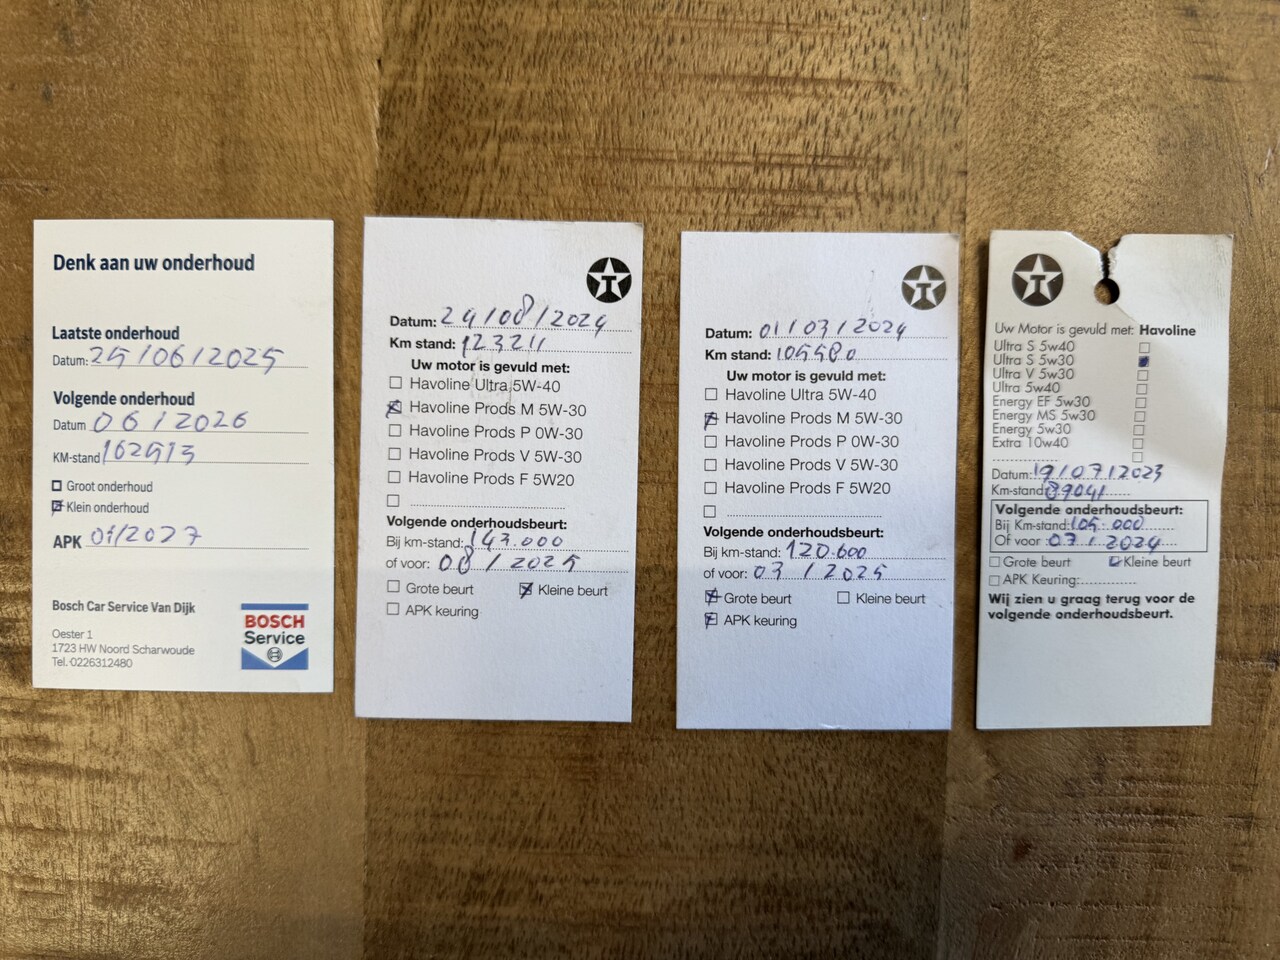 Denk aan uw onderhoud
Laatste onderhoud
Datum: 25/06/2025
Volgende onderhoud
Datum 06/2026
KM-stand 162513
Groot onderhoud
Klein onderhoud
APK 01/2027
Bosch Car Service Van Dijk
Oester 1
1723 HW Noord Scharwoude
Tel. 0226312480
BOSCH
Service
T
Datum: 24/08/2024
Km stand: 123211
Uw motor is gevuld met:
Havoline Ultra 5W-40
Havoline Prods M 5W-30
Havoline Prods P 0W-30
Havoline Prods V 5W-30
Havoline Prods F 5W20
Volgende onderhoudsbeurt:
Bij km-stand: 143.000
of voor: 08/2025
Grote beurt Kleine beurt
APK keuring
T
Datum: 01/03/2024
Km stand: 105580
Uw motor is gevuld met:
Havoline Ultra 5W-40
Havoline Prods M 5W-30
Havoline Prods P 0W-30
Havoline Prods V 5W-30
Havoline Prods F 5W20
Volgende onderhoudsbeurt:
Bij km-stand: 120.600
of voor: 03/2025
Grote beurt Kleine beurt
APK keuring
T
Uw Motor is gevuld met: Havoline
Ultra S 5w40
Ultra S 5w30
Ultra V 5w30
Ultra 5w40
Energy EF 5w30
Energy MS 5w30
Energy 5w30
Extra 10w40
Datum: 19/07/2023
Km-stand: 89041
Volgende onderhoudsbeurt:
Bij Km-stand: 105.000
Of voor: 07.2024
Grote beurt Kleine beurt
APK Keuring:
Wij zien u graag terug voor de
volgende onderhoudsbeurt.